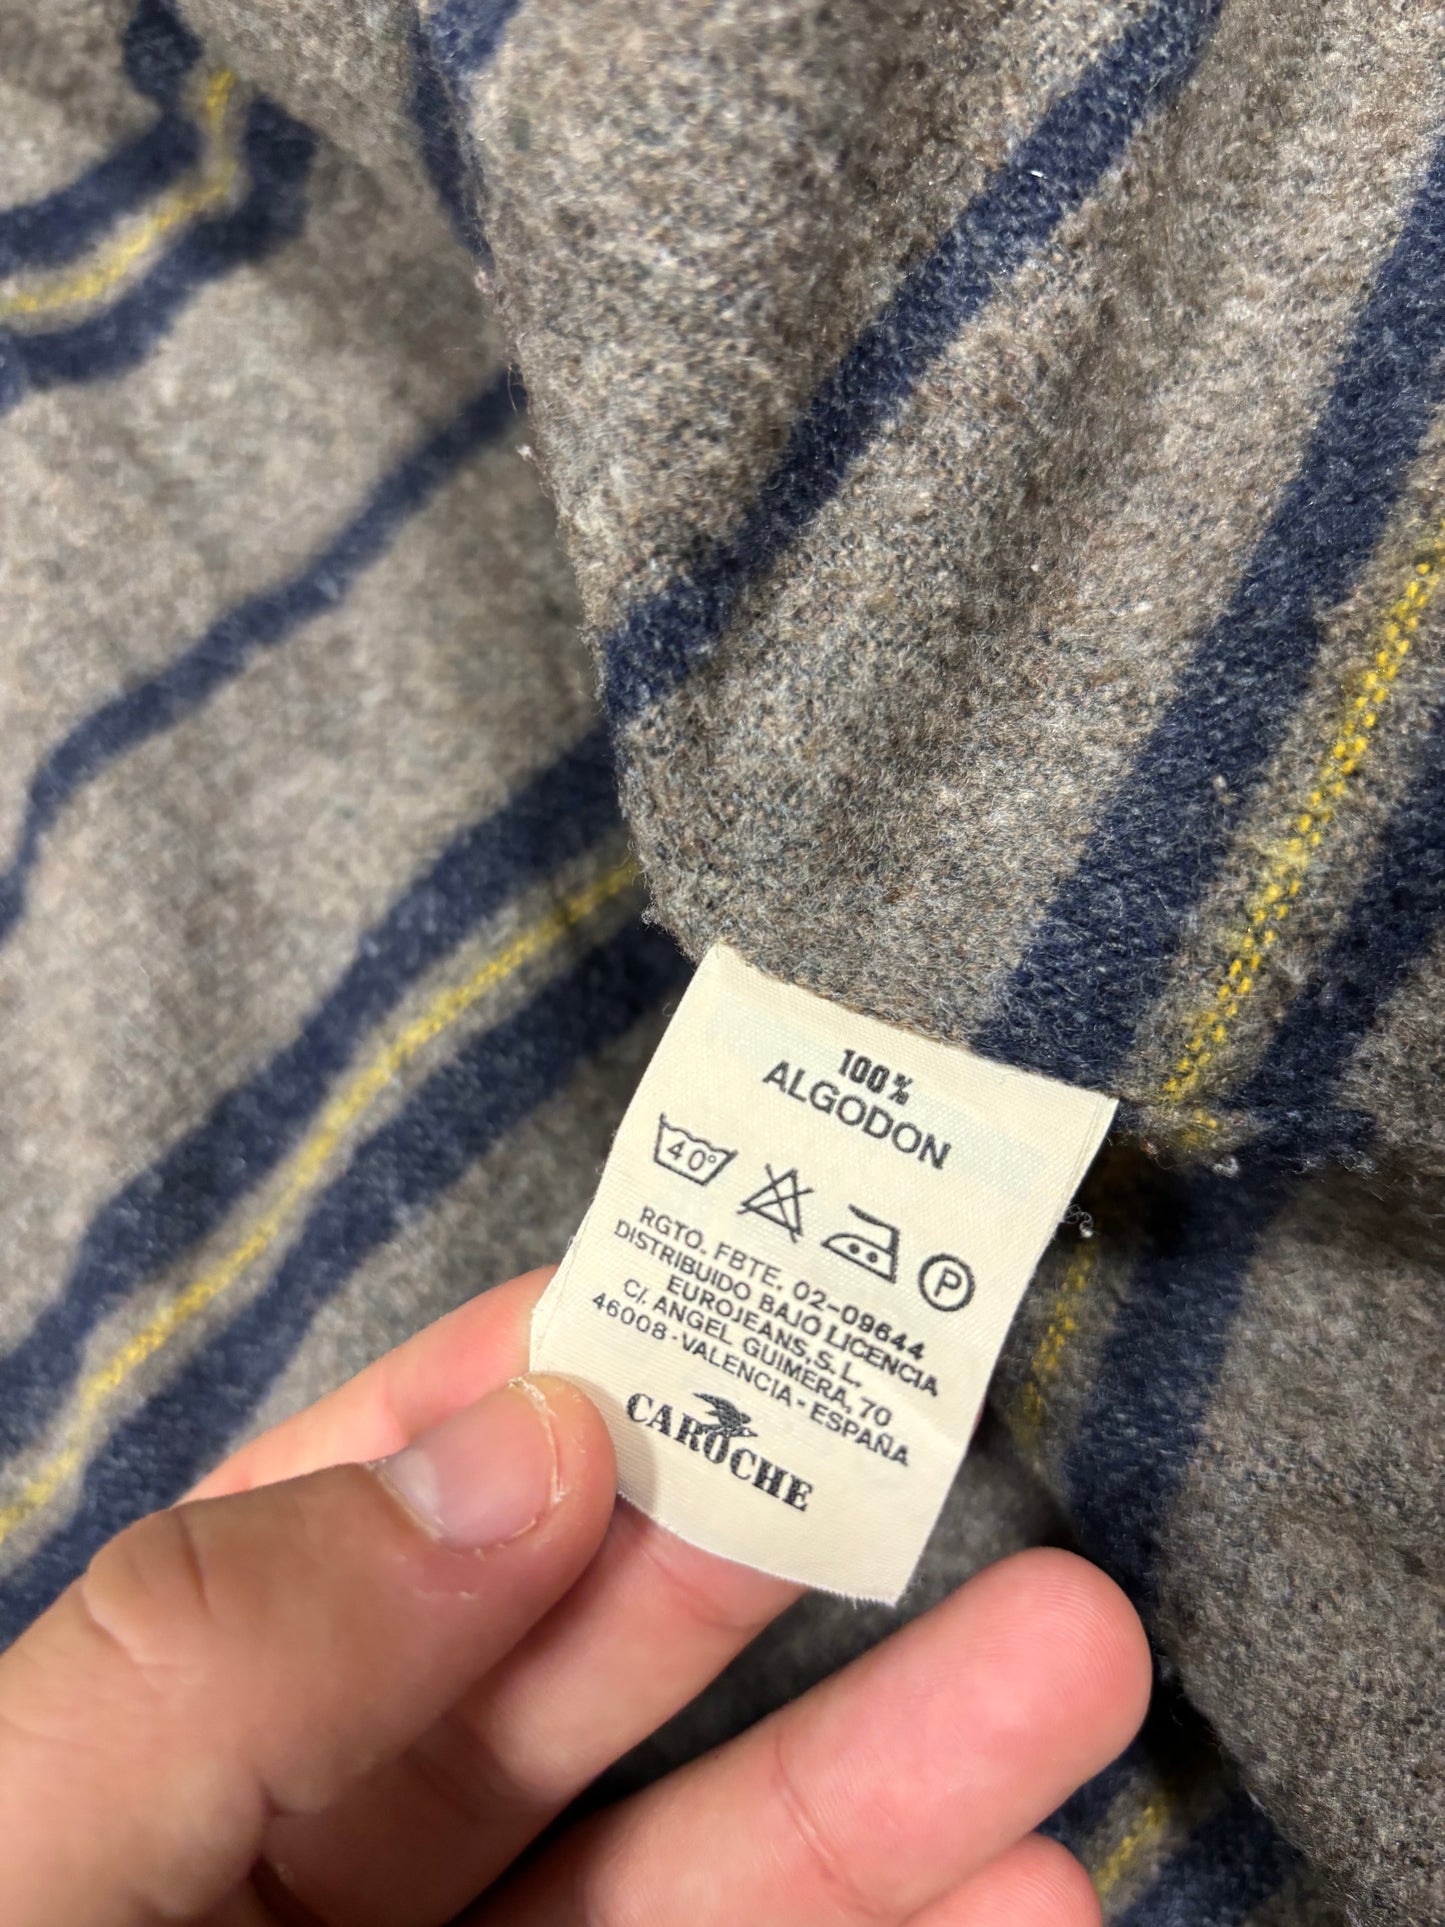 100%
ALGODON
40°
P
RGTO. FBTE. 02-09644
DISTRIBUIDO BAJO LICENCIA
EUROJEANS, S. L.
C/. ANGEL GUIMERA, 70
46008 - VALENCIA - ESPAÑA
CAROCHE